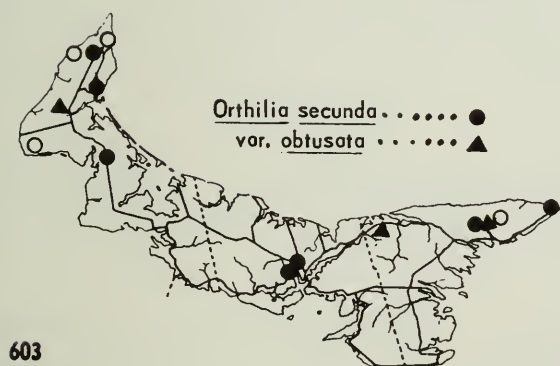 Orthilia secunda . . ..... ●
var. obtusata . . ..... ▲
603